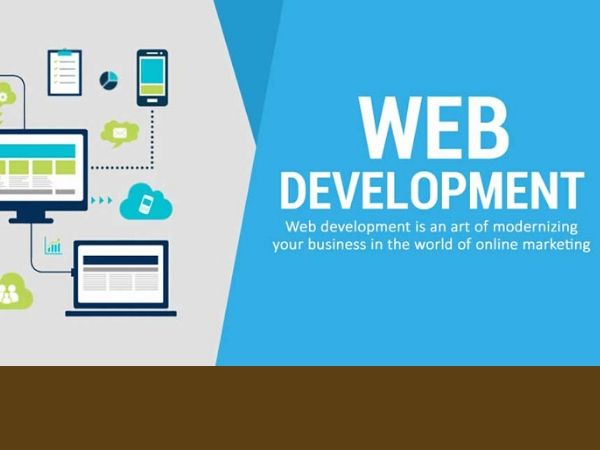 WEB
DEVELOPMENT
Web development is an art of modernizing
your business in the world of online marketing